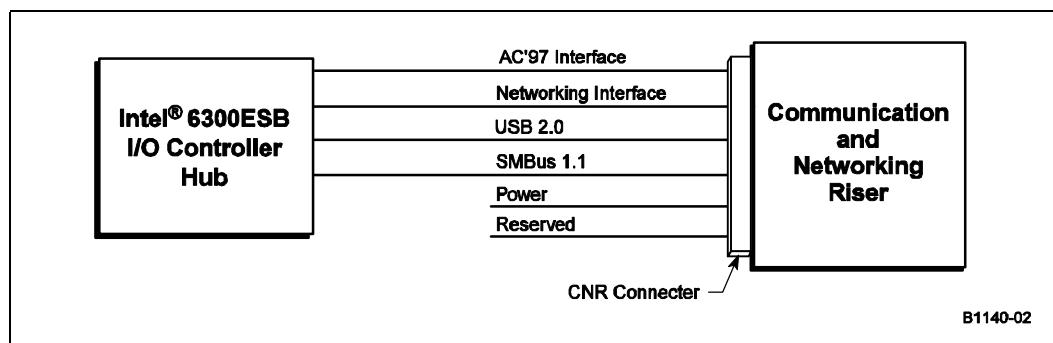 Intel® 6300ESB
I/O Controller
Hub
AC'97 Interface
Networking Interface
USB 2.0
SMBus 1.1
Power
Reserved
Communication
and
Networking
Riser
CNR Connecter
B1140-02